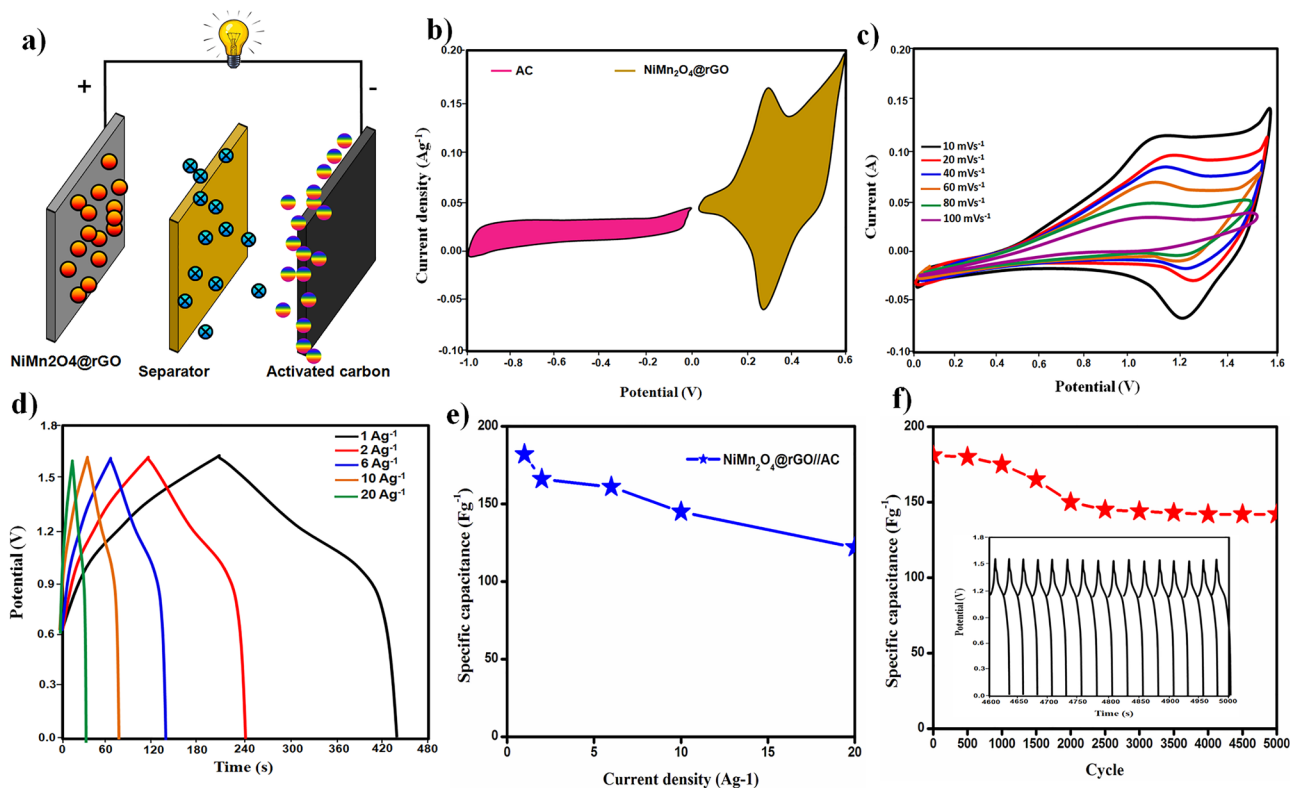 a)
+
-
NiMn2O4@rGO
Separator
Activated carbon
b)
AC
NiMn₂O₄@rGO
Current density (Ag⁻¹)
0.20
0.15
0.10
0.05
0.00
-0.05
-0.10
-1.0 -0.8 -0.6 -0.4 -0.2 0.0 0.2 0.4 0.6
Potential (V)
c)
10 mVs⁻¹
20 mVs⁻¹
40 mVs⁻¹
60 mVs⁻¹
80 mVs⁻¹
100 mVs⁻¹
Current (A)
0.20
0.15
0.10
0.05
0.00
-0.05
-0.10
0.0 0.2 0.4 0.6 0.8 1.0 1.2 1.4 1.6
Potential (V)
d)
1 Ag⁻¹
2 Ag⁻¹
6 Ag⁻¹
10 Ag⁻¹
20 Ag⁻¹
Potential (V)
1.8
1.5
1.2
0.9
0.6
0.3
0.0
0 60 120 180 240 300 360 420 480
Time (s)
e)
NiMn₂O₄@rGO//AC
Specific capacitance (Fg⁻¹)
200
150
100
50
0
0 5 10 15 20
Current density (Ag-1)
f)
Specific capacitance (Fg⁻¹)
200
150
100
50
0
Potential (V)
1.8
1.5
1.2
0.9
0.6
0.3
0.0
4600 4650 4700 4750 4800 4850 4900 4950 5000
Time (s)
0 500 1000 1500 2000 2500 3000 3500 4000 4500 5000
Cycle